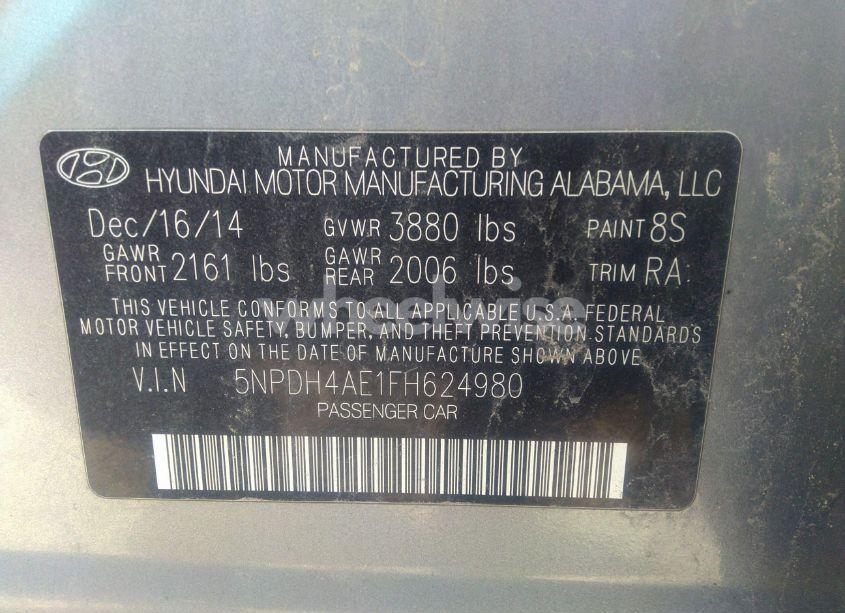 MANUFACTURED BY
HYUNDAI MOTOR MANUFACTURING ALABAMA, LLC
Dec/16/14 GVWR 3880 lbs PAINT 8S
GAWR FRONT 2161 lbs GAWR REAR 2006 lbs TRIM RA
THIS VEHICLE CONFORMS TO ALL APPLICABLE U.S.A. FEDERAL
MOTOR VEHICLE SAFETY, BUMPER, AND THEFT PREVENTION STANDARDS
IN EFFECT ON THE DATE OF MANUFACTURE SHOWN ABOVE.
wheelwise
V.I.N 5NPDH4AE1FH624980
PASSENGER CAR